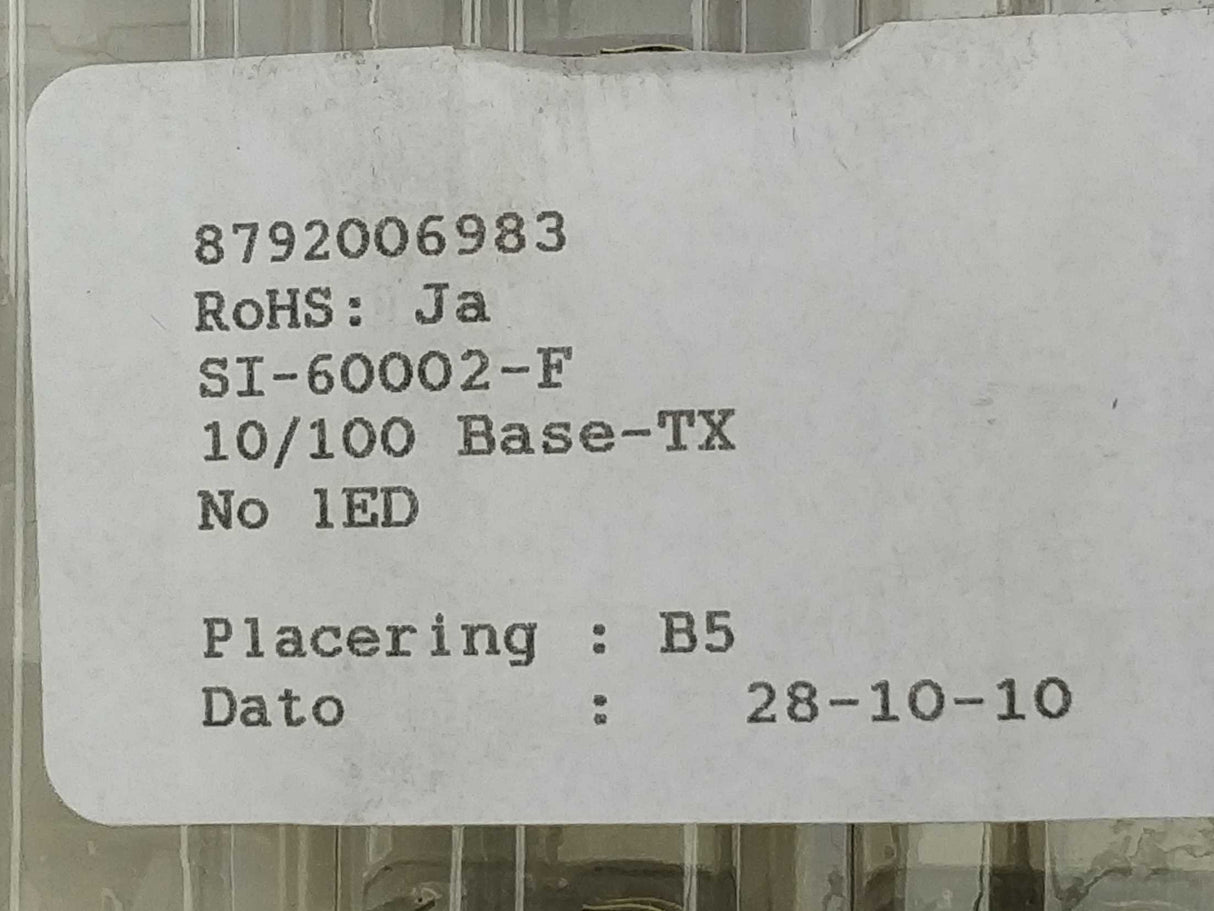 8792006983
RoHS: Ja
SI-60002-F
10/100 Base-TX
No lED
Placering : B5
Dato : 28-10-10